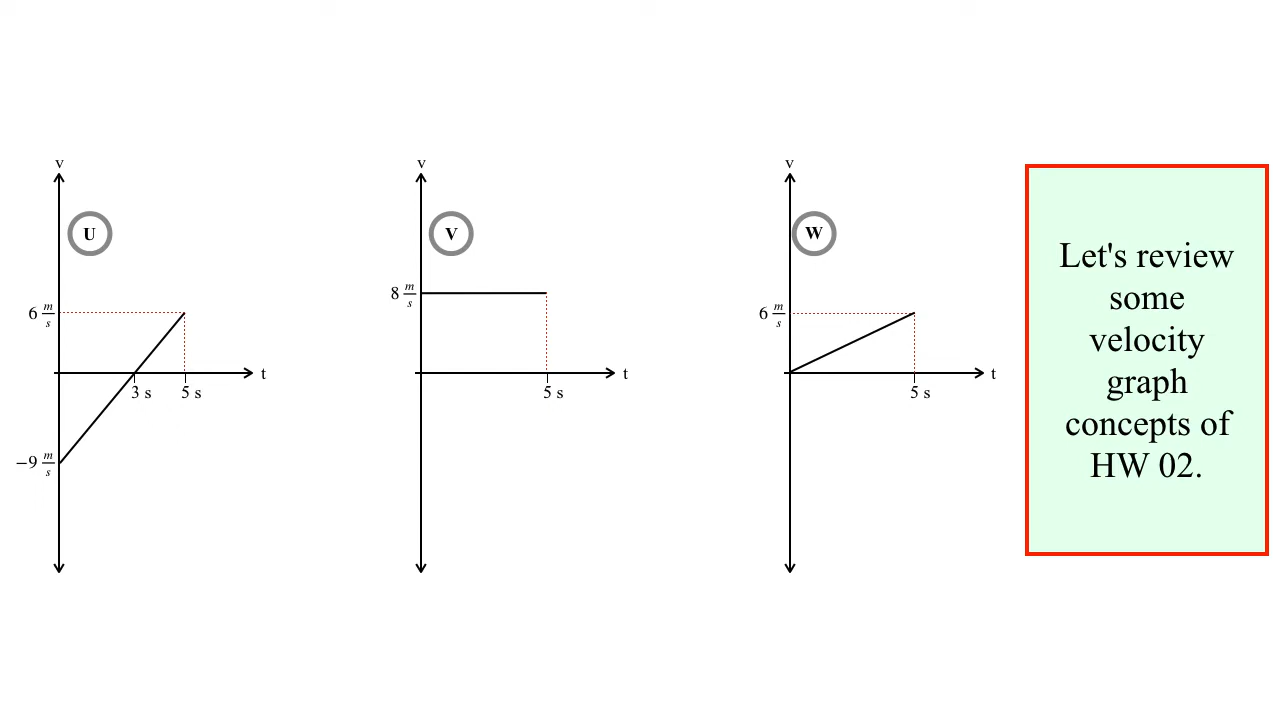 v
U
6 m/s
3 s
5 s
t
−9 m/s
v
V
8 m/s
5 s
t
v
W
6 m/s
5 s
t
Let's review
some
velocity
graph
concepts of
HW 02.